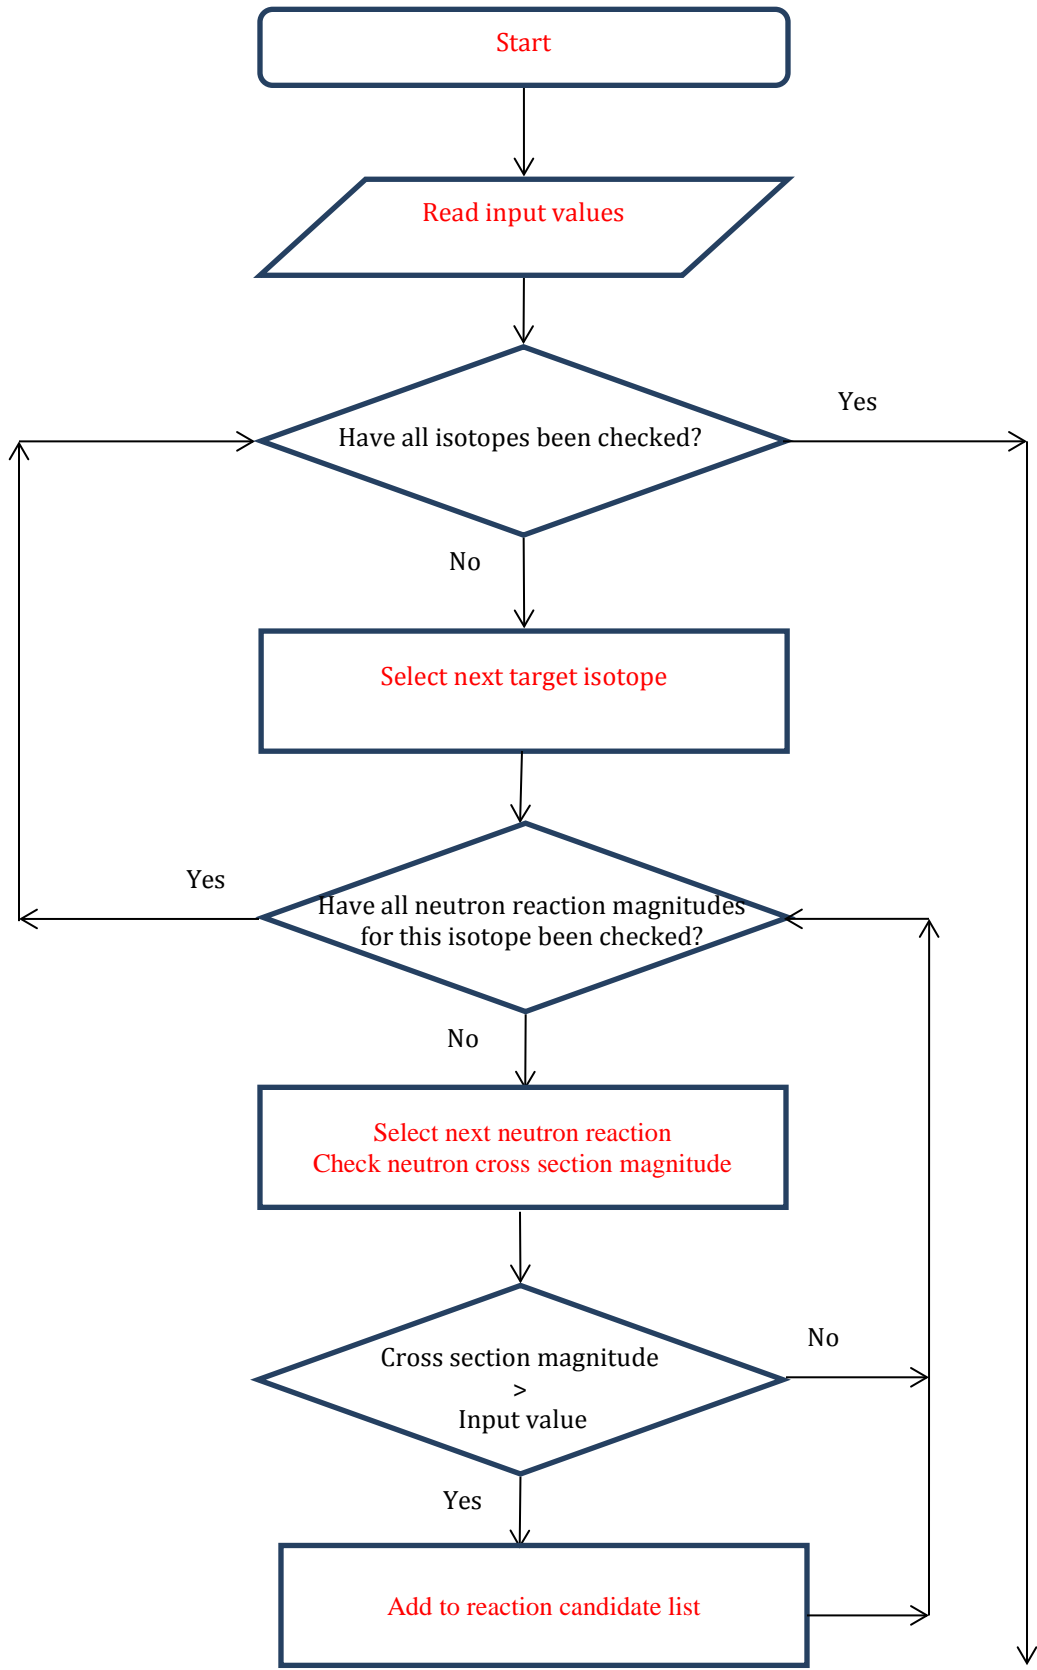 Start
Read input values
Yes
Have all isotopes been checked?
No
Select next target isotope
Yes
Have all neutron reaction magnitudes
for this isotope been checked?
No
Select next neutron reaction
Check neutron cross section magnitude
No
Cross section magnitude
>
Input value
Yes
Add to reaction candidate list